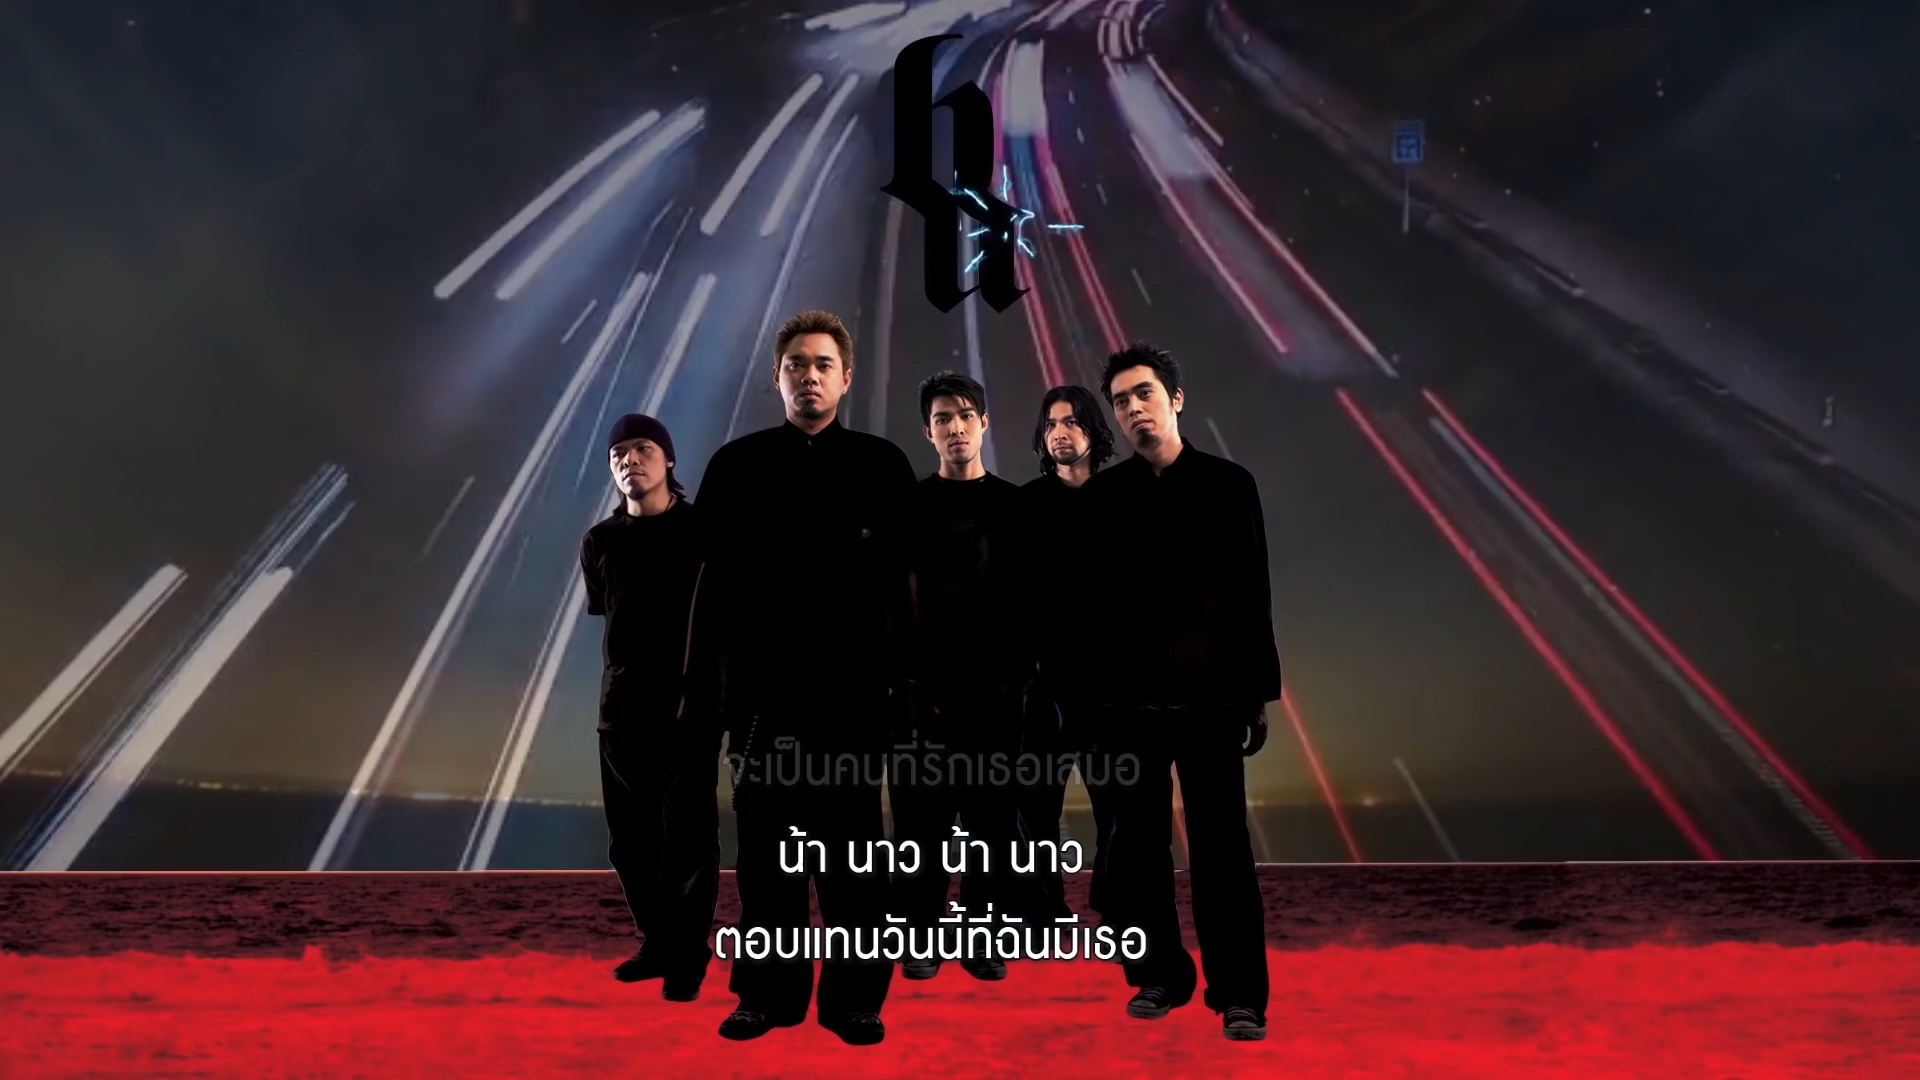 จะเป็นคนที่รักเธอเสมอ
น้า นาว น้า นาว
ตอบแทนวันนี้ที่ฉันมีเธอ